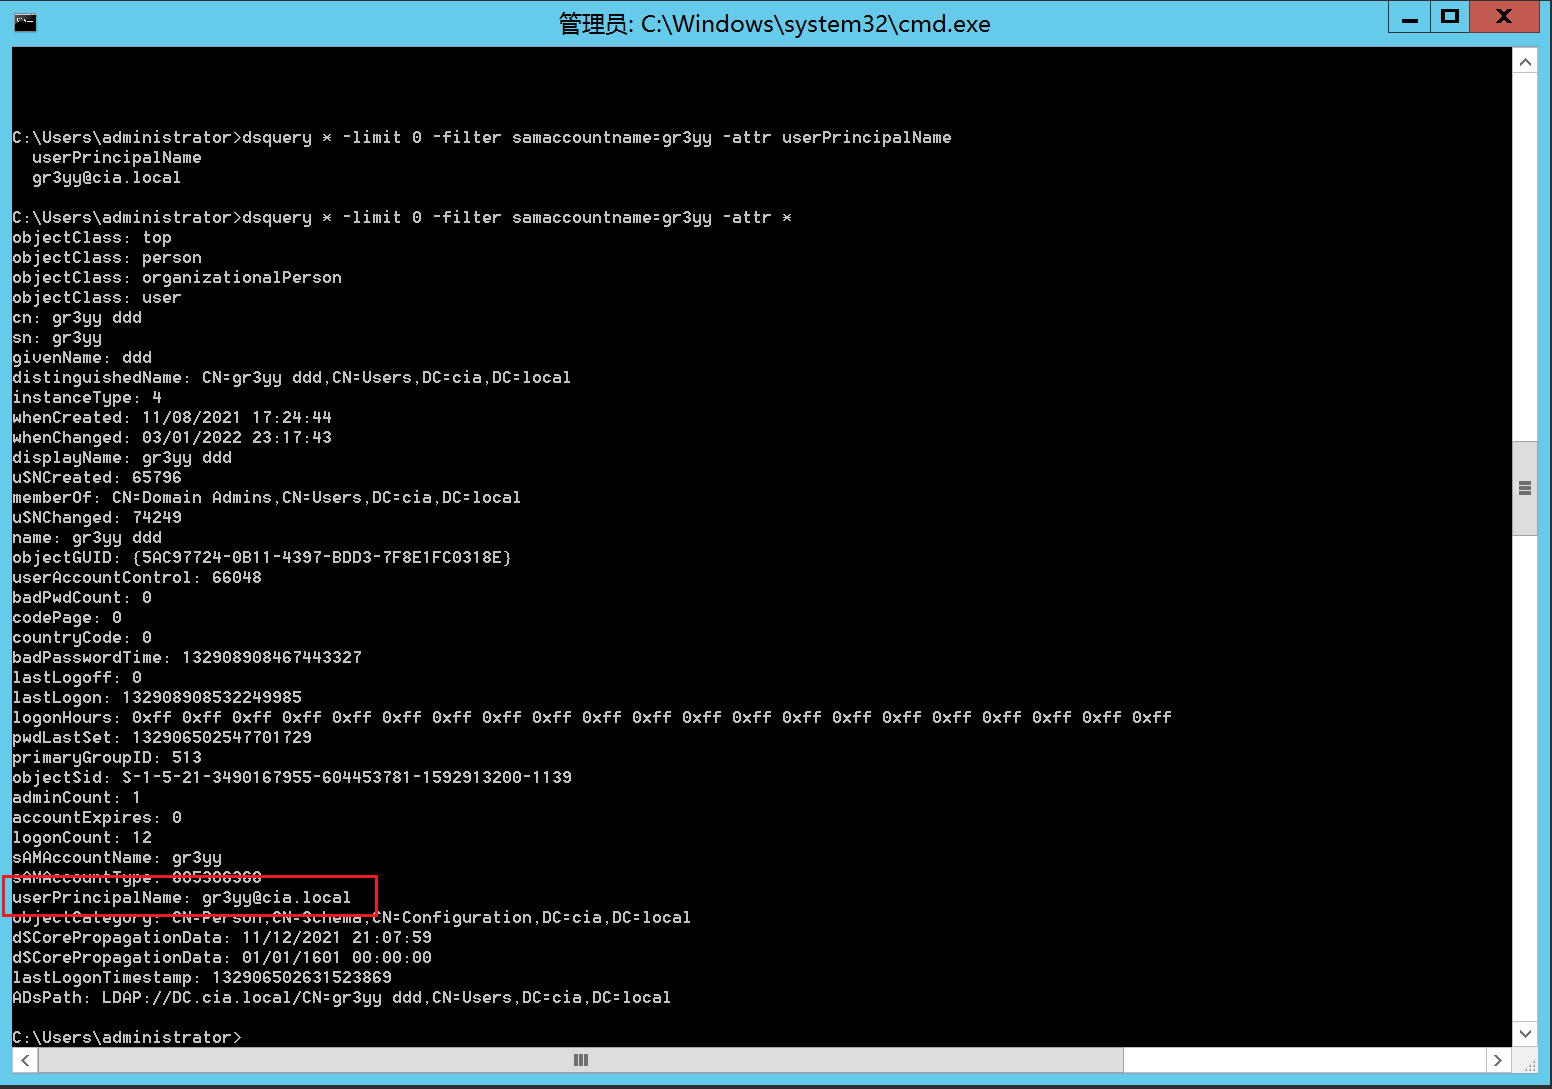 管理员: C:\Windows\system32\cmd.exe
C:\Users\administrator>dsquery * -limit 0 -filter samaccountname=gr3yy -attr userPrincipalName
userPrincipalName
gr3yy@cia.local
C:\Users\administrator>dsquery * -limit 0 -filter samaccountname=gr3yy -attr *
objectClass: top
objectClass: person
objectClass: organizationalPerson
objectClass: user
cn: gr3yy ddd
sn: gr3yy
givenName: ddd
distinguishedName: CN=gr3yy ddd,CN=Users,DC=cia,DC=local
instanceType: 4
whenCreated: 11/08/2021 17:24:44
whenChanged: 03/01/2022 23:17:43
displayName: gr3yy ddd
uSNCreated: 65796
memberOf: CN=Domain Admins,CN=Users,DC=cia,DC=local
uSNChanged: 74249
name: gr3yy ddd
objectGUID: {5AC97724-0B11-4397-BDD3-7F8E1FC0318E}
userAccountControl: 66048
badPwdCount: 0
codePage: 0
countryCode: 0
badPasswordTime: 132908908467443327
lastLogoff: 0
lastLogon: 132908908532249985
logonHours: 0xff 0xff 0xff 0xff 0xff 0xff 0xff 0xff 0xff 0xff 0xff 0xff 0xff 0xff 0xff 0xff 0xff 0xff 0xff 0xff 0xff
pwdLastSet: 132906502547701729
primaryGroupID: 513
objectSid: S-1-5-21-3490167955-604453781-1592913200-1139
adminCount: 1
accountExpires: 0
logonCount: 12
sAMAccountName: gr3yy
sAMAccountType: 805306368
userPrincipalName: gr3yy@cia.local
objectCategory: CN=Person,CN=Schema,CN=Configuration,DC=cia,DC=local
dSCorePropagationData: 11/12/2021 21:07:59
dSCorePropagationData: 01/01/1601 00:00:00
lastLogonTimestamp: 132906502631523869
ADsPath: LDAP://DC.cia.local/CN=gr3yy ddd,CN=Users,DC=cia,DC=local
C:\Users\administrator>